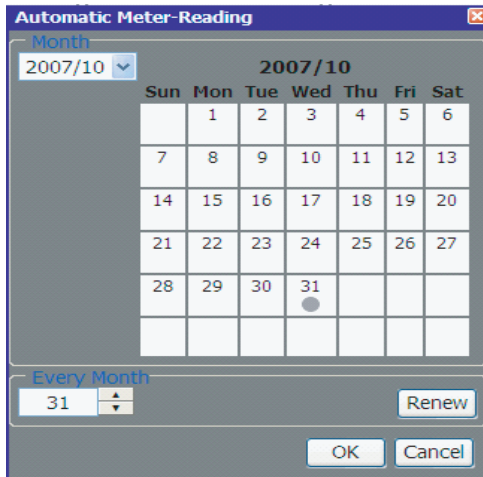 Automatic Meter-Reading
Month
2007/10
2007/10
Sun Mon Tue Wed Thu Fri Sat
1 2 3 4 5 6
7 8 9 10 11 12 13
14 15 16 17 18 19 20
21 22 23 24 25 26 27
28 29 30 31
Every Month
31
Renew
OK Cancel